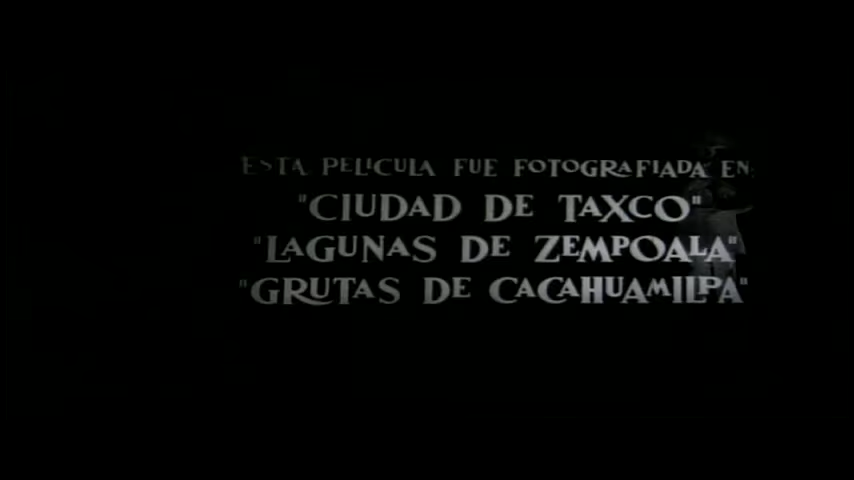 ESTA PELICULA FUE FOTOGRAFIADA EN:
"CIUDAD DE TAXCO"
"LAGUNAS DE ZEMPOALA"
"GRUTAS DE CACAHUAMILPA"